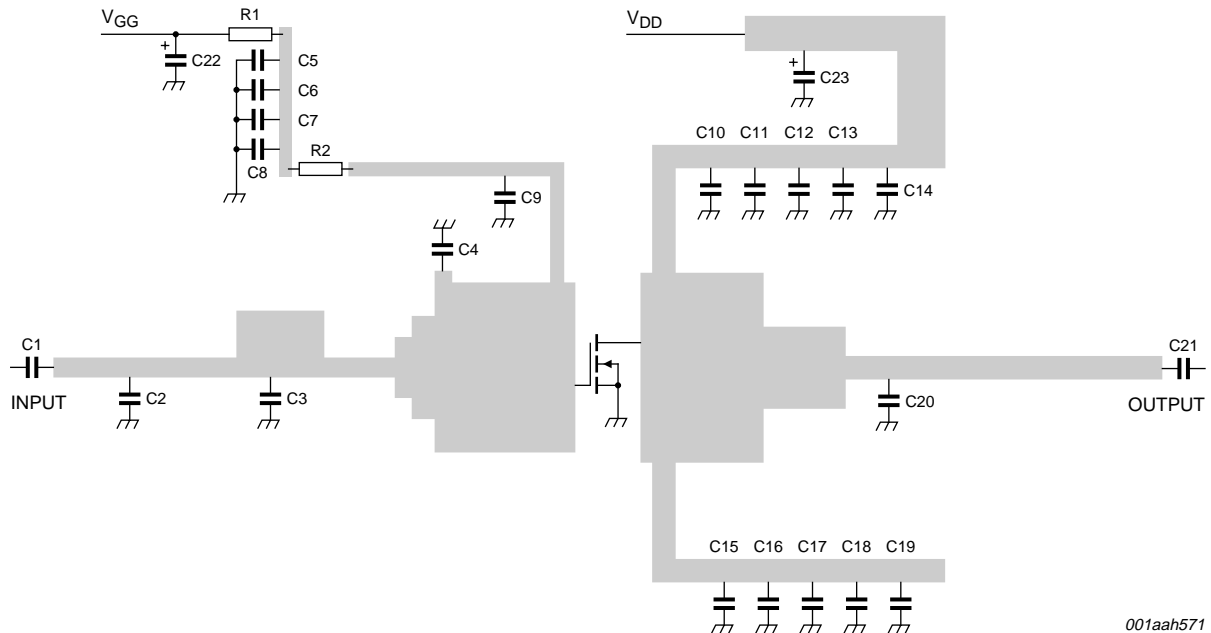 VGG
R1
VDD
+
C22
C5
+
C23
C6
C7
C10 C11 C12 C13
R2
C8
C14
C9
C4
C1
C21
INPUT
C2
C3
C20
OUTPUT
C15 C16 C17 C18 C19
001aah571